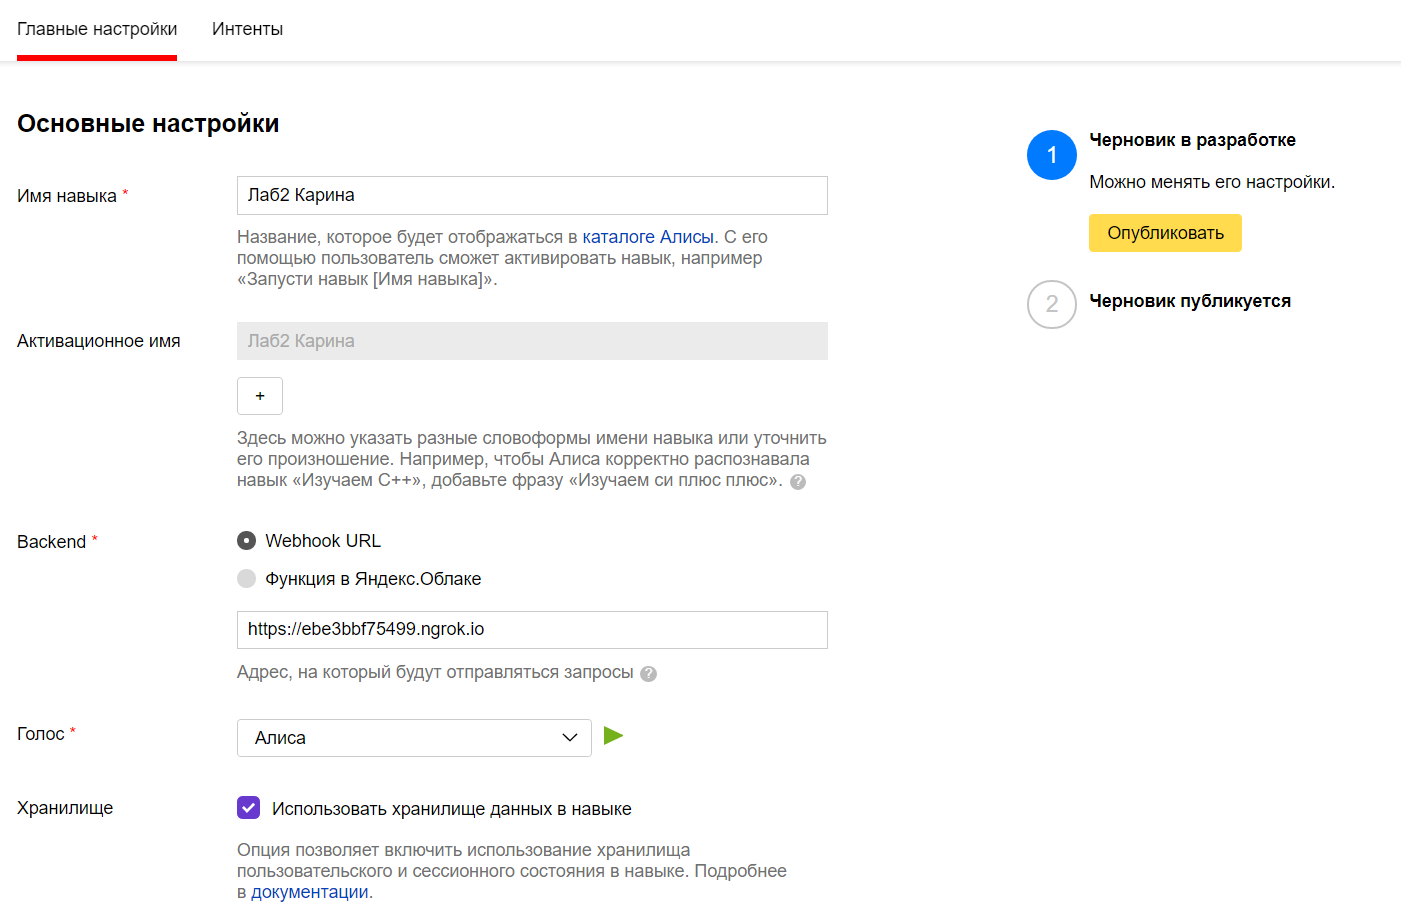 Главные настройки Интенты
Основные настройки
Имя навыка *
Лаб2 Карина
Название, которое будет отображаться в каталоге Алисы. С его
помощью пользователь сможет активировать навык, например
«Запусти навык [Имя навыка]».
Активационное имя
Лаб2 Карина
+
Здесь можно указать разные словоформы имени навыка или уточнить
его произношение. Например, чтобы Алиса корректно распознавала
навык «Изучаем C++», добавьте фразу «Изучаем си плюс плюс». ?
Backend *
Webhook URL
Функция в Яндекс.Облаке
https://ebe3bbf75499.ngrok.io
Адрес, на который будут отправляться запросы ?
Голос *
Алиса
Хранилище
Использовать хранилище данных в навыке
Опция позволяет включить использование хранилища
пользовательского и сессионного состояния в навыке. Подробнее
в документации.
1
Черновик в разработке
Можно менять его настройки.
Опубликовать
2
Черновик публикуется